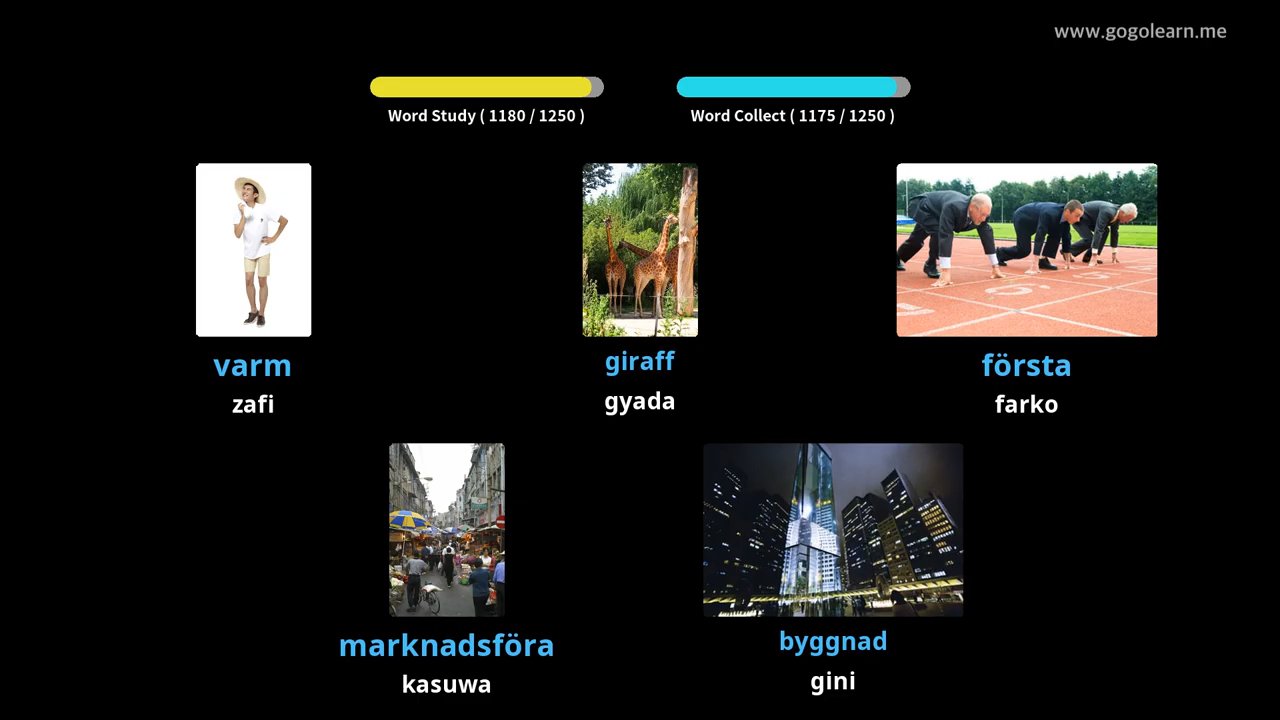 www.gogolearn.me
Word Study ( 1180 / 1250 )
Word Collect ( 1175 / 1250 )
varm
zafi
giraff
gyada
första
farko
marknadsföra
kasuwa
byggnad
gini